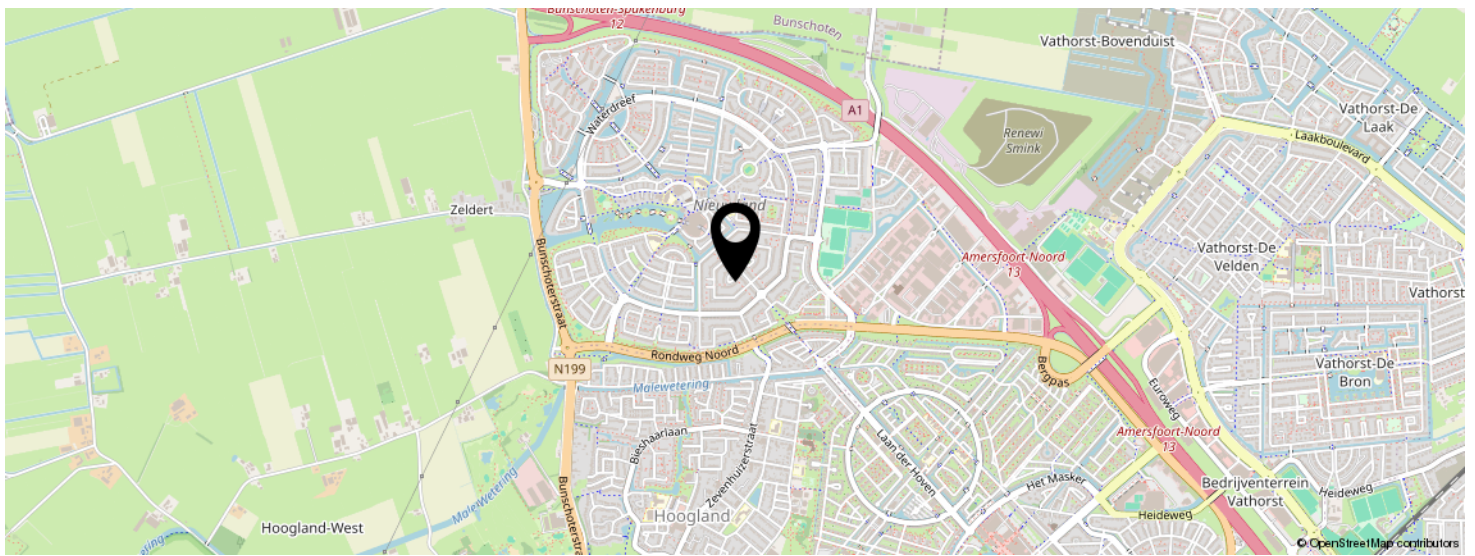 Bunschoten-Spakenburg
12
Bunschoten
Vathorst-Bovenduist
A1
Waterdreef
Renewi
Smink
Vathorst-De
Laak
Laakboulevard
Zeldert
Bunschoterstraat
Amersfoort-Noord
13
Vathorst-De
Velden
Vathorst
Rondweg Noord
N199
Malewetering
Bergpas
Euroweg
Vathorst-De
Bron
Bieshaarlaan
Zevenhuizerstraat
Laan der Hoven
Amersfoort-Noord
13
Het Masker
Bedrijventerrein
Vathorst
Heideweg
Heideweg
Hoogland
Hoogland-West
Malewetering
Bunschoterstraat
etering
© OpenStreetMap contributors